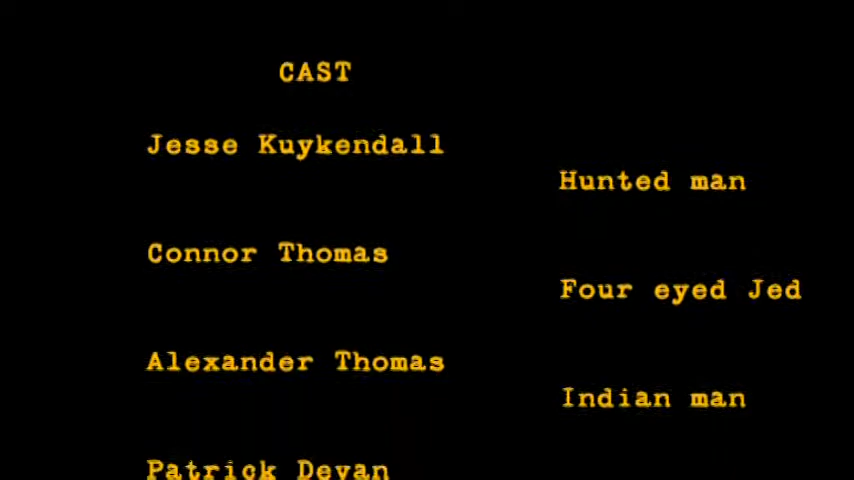 CAST
Jesse Kuykendall
Hunted man
Connor Thomas
Four eyed Jed
Alexander Thomas
Indian man
Patrick Devan